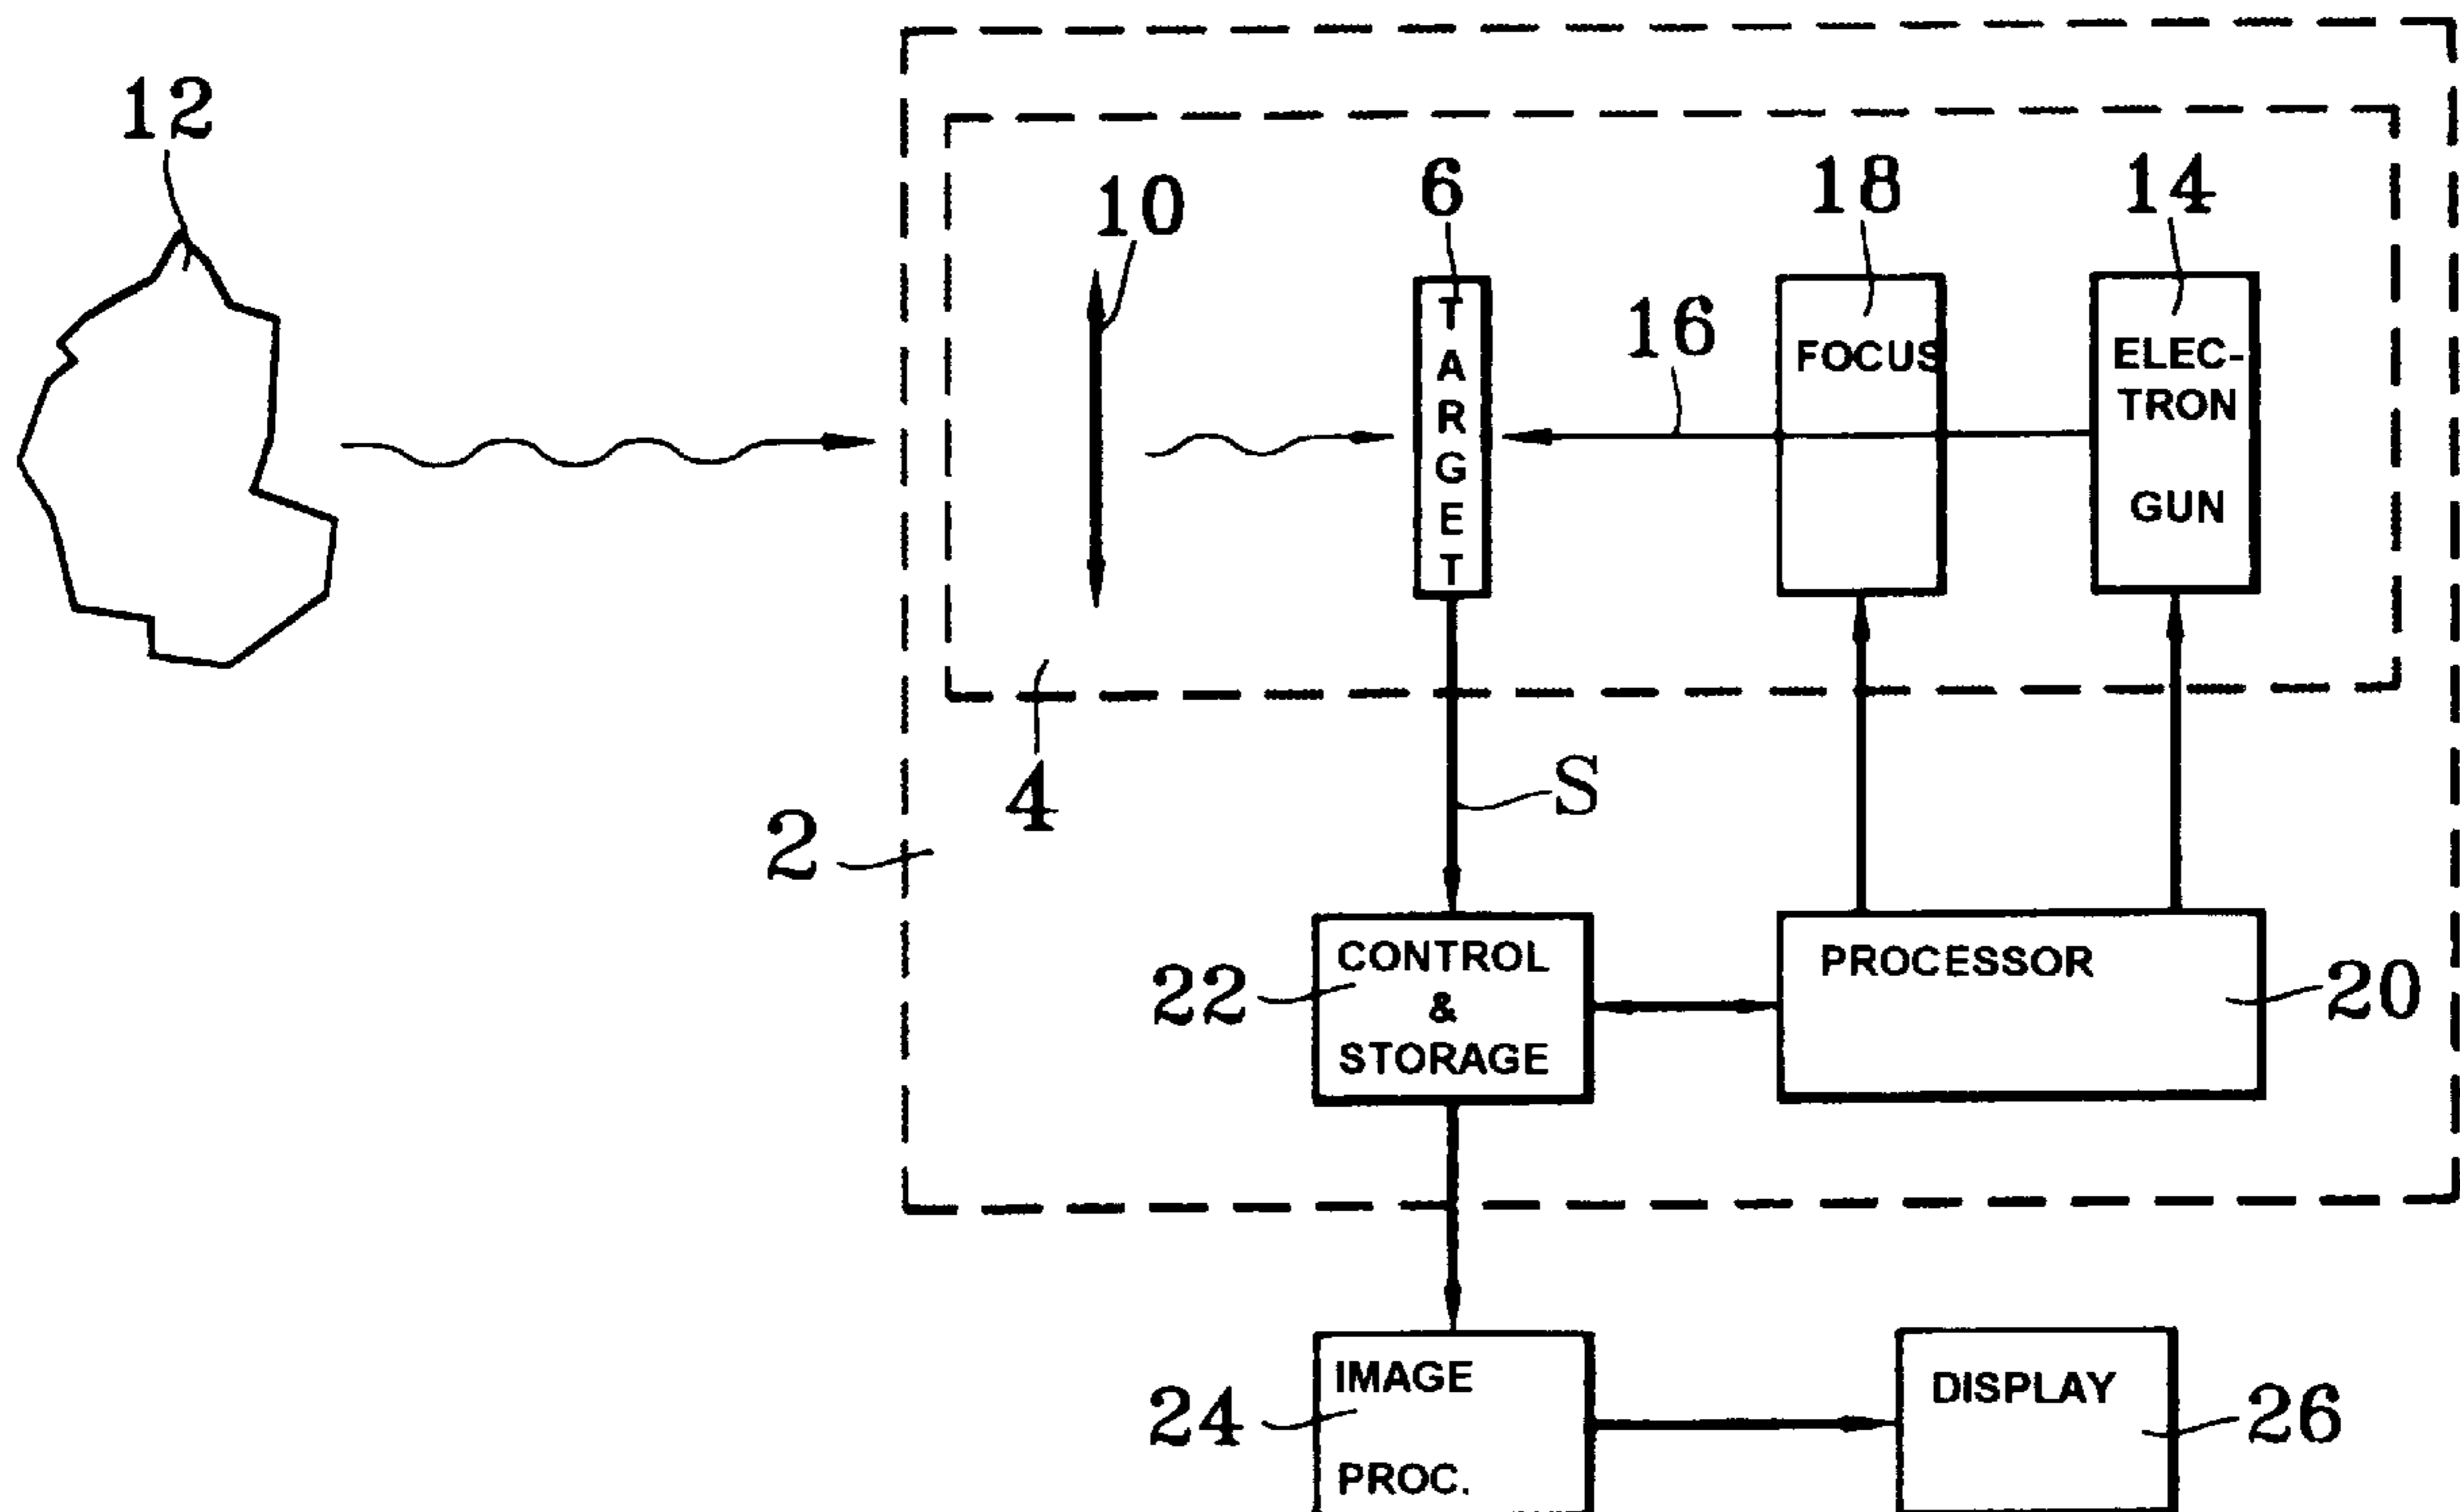 12
10
6
18
14
16
TARGET
FOCUS
ELEC-
TRON
GUN
4
S
2
22
CONTROL
&
STORAGE
PROCESSOR
20
24
IMAGE
PROC.
DISPLAY
26